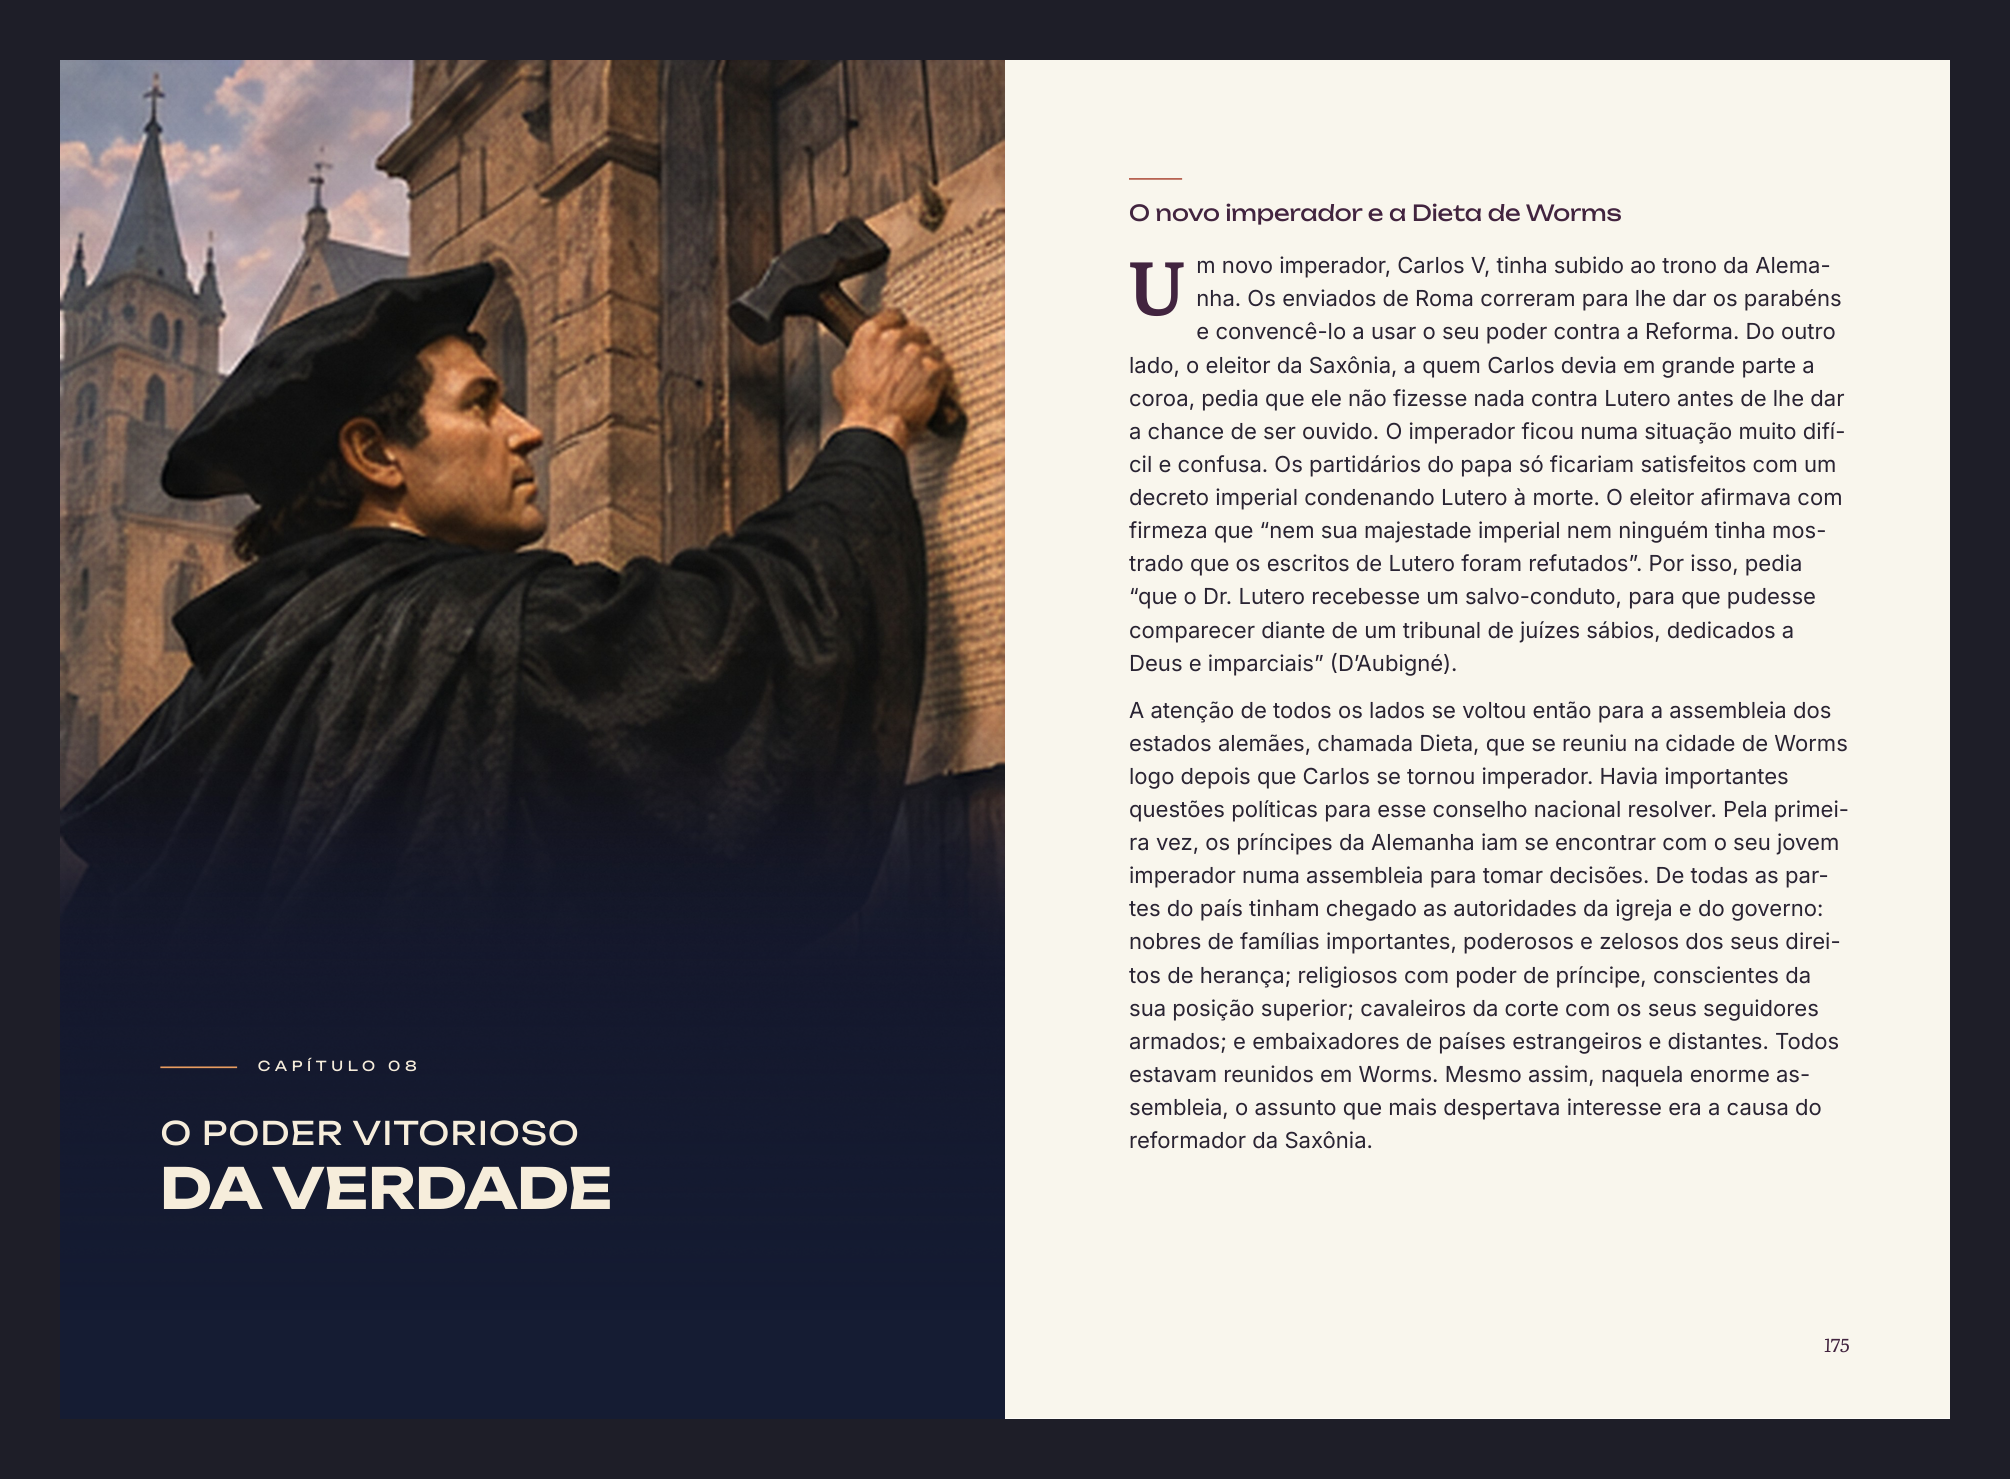 CAPÍTULO 08
O PODER VITORIOSO
DA VERDADE
O novo imperador e a Dieta de Worms
Um novo imperador, Carlos V, tinha subido ao trono da Alema-
nha. Os enviados de Roma correram para lhe dar os parabéns
e convencê-lo a usar o seu poder contra a Reforma. Do outro
lado, o eleitor da Saxônia, a quem Carlos devia em grande parte a
coroa, pedia que ele não fizesse nada contra Lutero antes de lhe dar
a chance de ser ouvido. O imperador ficou numa situação muito difí-
cil e confusa. Os partidários do papa só ficariam satisfeitos com um
decreto imperial condenando Lutero à morte. O eleitor afirmava com
firmeza que “nem sua majestade imperial nem ninguém tinha mos-
trado que os escritos de Lutero foram refutados”. Por isso, pedia
“que o Dr. Lutero recebesse um salvo-conduto, para que pudesse
comparecer diante de um tribunal de juízes sábios, dedicados a
Deus e imparciais” (D’Aubigné).
A atenção de todos os lados se voltou então para a assembleia dos
estados alemães, chamada Dieta, que se reuniu na cidade de Worms
logo depois que Carlos se tornou imperador. Havia importantes
questões políticas para esse conselho nacional resolver. Pela primei-
ra vez, os príncipes da Alemanha iam se encontrar com o seu jovem
imperador numa assembleia para tomar decisões. De todas as par-
tes do país tinham chegado as autoridades da igreja e do governo:
nobres de famílias importantes, poderosos e zelosos dos seus direi-
tos de herança; religiosos com poder de príncipe, conscientes da
sua posição superior; cavaleiros da corte com os seus seguidores
armados; e embaixadores de países estrangeiros e distantes. Todos
estavam reunidos em Worms. Mesmo assim, naquela enorme as-
sembleia, o assunto que mais despertava interesse era a causa do
reformador da Saxônia.
175